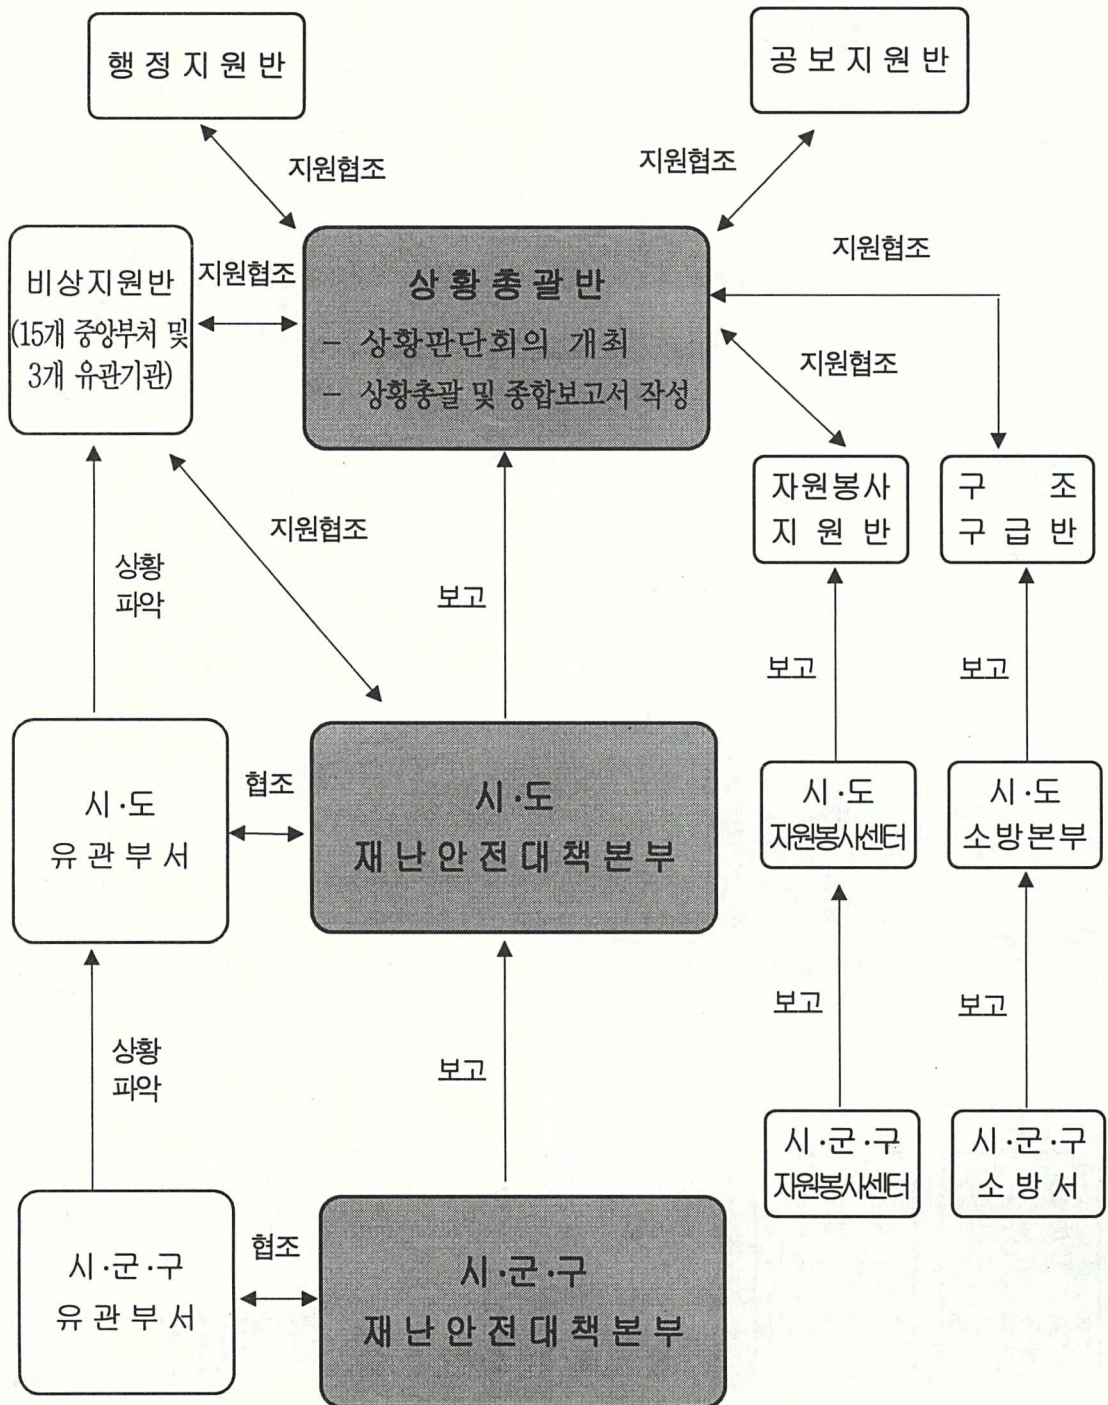 행정지원반
공보지원반
지원협조
지원협조
비상지원반
(15개 중앙부처 및
3개 유관기관)
지원협조
상황총괄반
- 상황판단회의 개최
- 상황총괄 및 종합보고서 작성
지원협조
지원협조
자원봉사
지원반
구 조
구급반
지원협조
상황
파악
보고
보고
보고
시·도
유관부서
협조
시·도
재난안전대책본부
시·도
자원봉사센터
시·도
소방본부
상황
파악
보고
보고
보고
시·군·구
자원봉사센터
시·군·구
소방서
시·군·구
유관부서
협조
시·군·구
재난안전대책본부